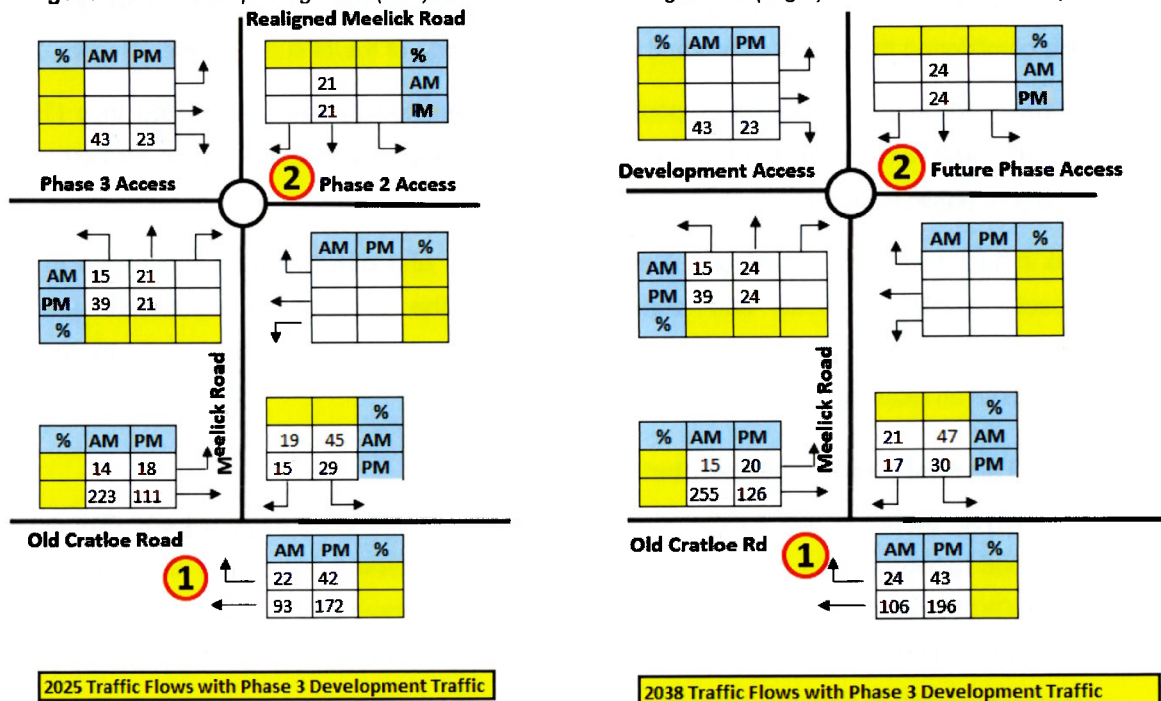 Realigned Meelick Road
% AM PM
43 23
%
21 AM
21 PM
Phase 3 Access
2
Phase 2 Access
AM 15 21
PM 39 21
%
AM PM %
Meelick Road
% AM PM
14 18
223 111
%
19 45 AM
15 29 PM
Old Cratloe Road
1
AM PM %
22 42
93 172
2025 Traffic Flows with Phase 3 Development Traffic
% AM PM
43 23
%
24 AM
24 PM
Development Access
2
Future Phase Access
AM 15 24
PM 39 24
%
AM PM %
Meelick Road
% AM PM
15 20
255 126
%
21 47 AM
17 30 PM
Old Cratloe Rd
1
AM PM %
24 43
106 196
2038 Traffic Flows with Phase 3 Development Traffic